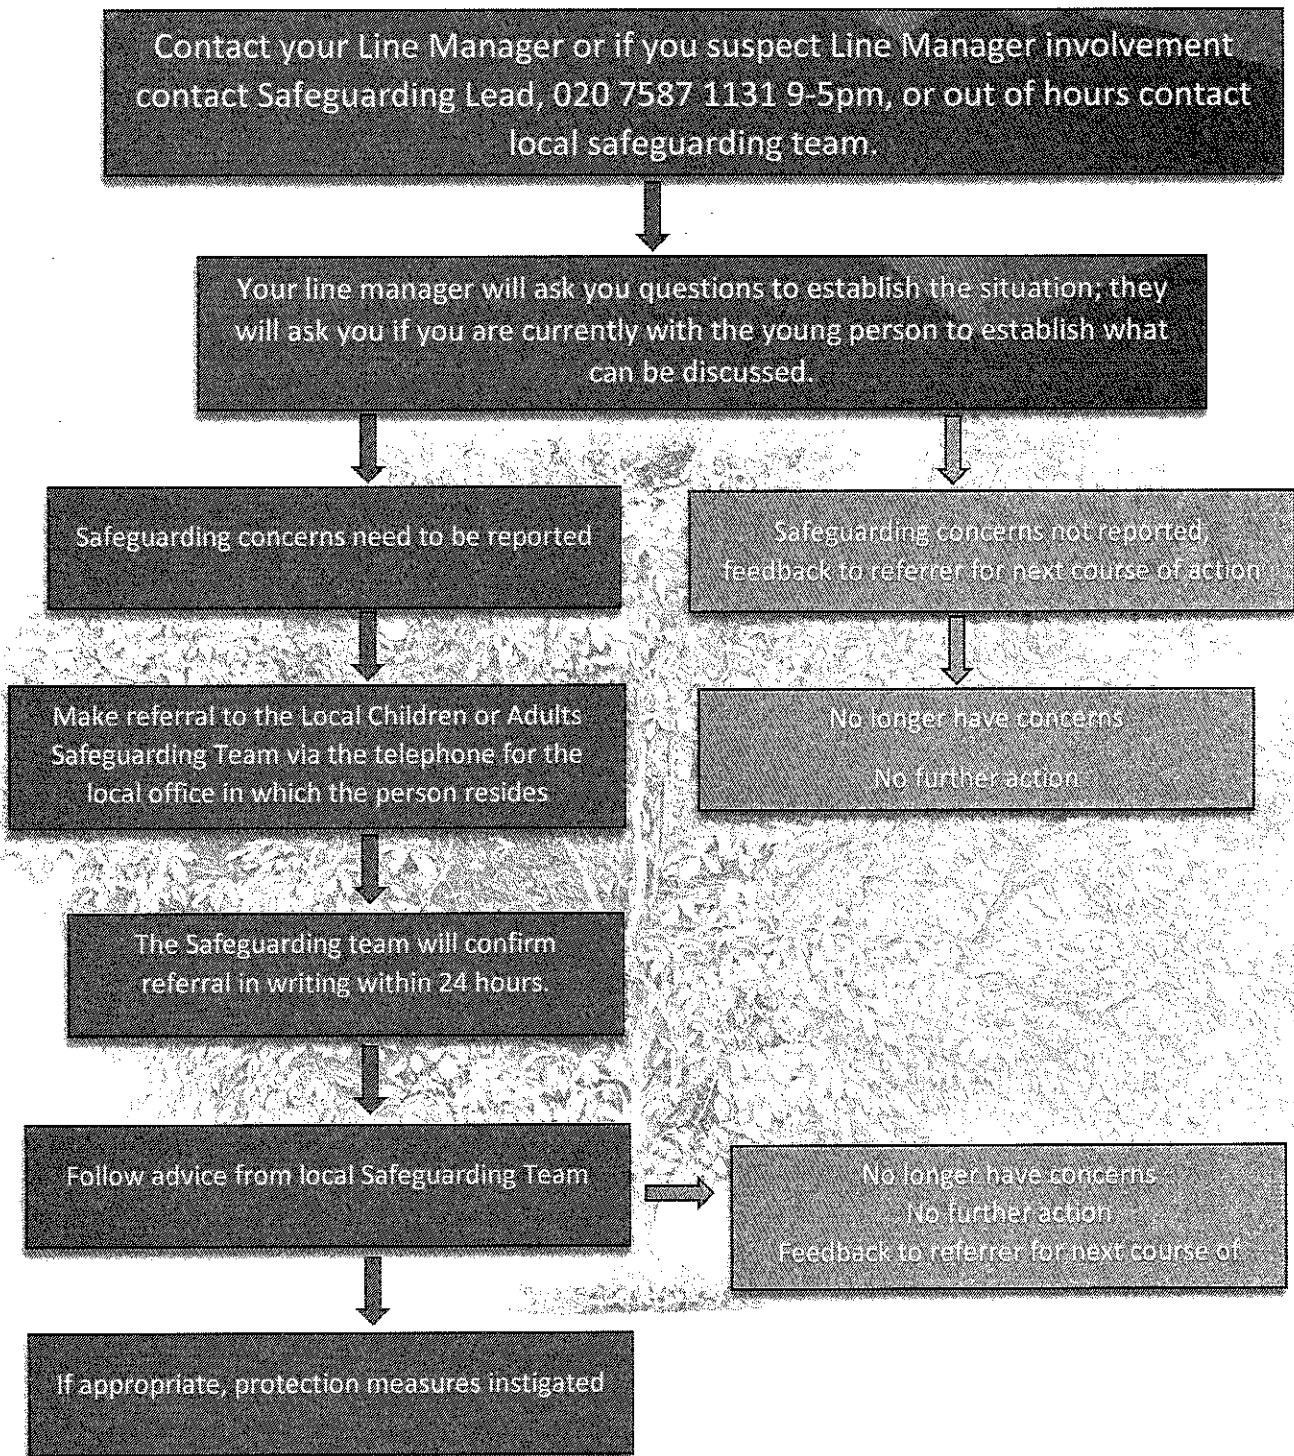 Contact your Line Manager or if you suspect Line Manager involvement
contact Safeguarding Lead, 020 7587 1131 9-5pm, or out of hours contact
local safeguarding team.
Your line manager will ask you questions to establish the situation; they
will ask you if you are currently with the young person to establish what
can be discussed.
Safeguarding concerns need to be reported
Safeguarding concerns not reported,
feedback to referrer for next course of action
Make referral to the Local Children or Adults
Safeguarding Team via the telephone for the
local office in which the person resides
No longer have concerns
No further action
The Safeguarding team will confirm
referral in writing within 24 hours.
Follow advice from local Safeguarding Team
No longer have concerns
No further action
Feedback to referrer for next course of
If appropriate, protection measures instigated